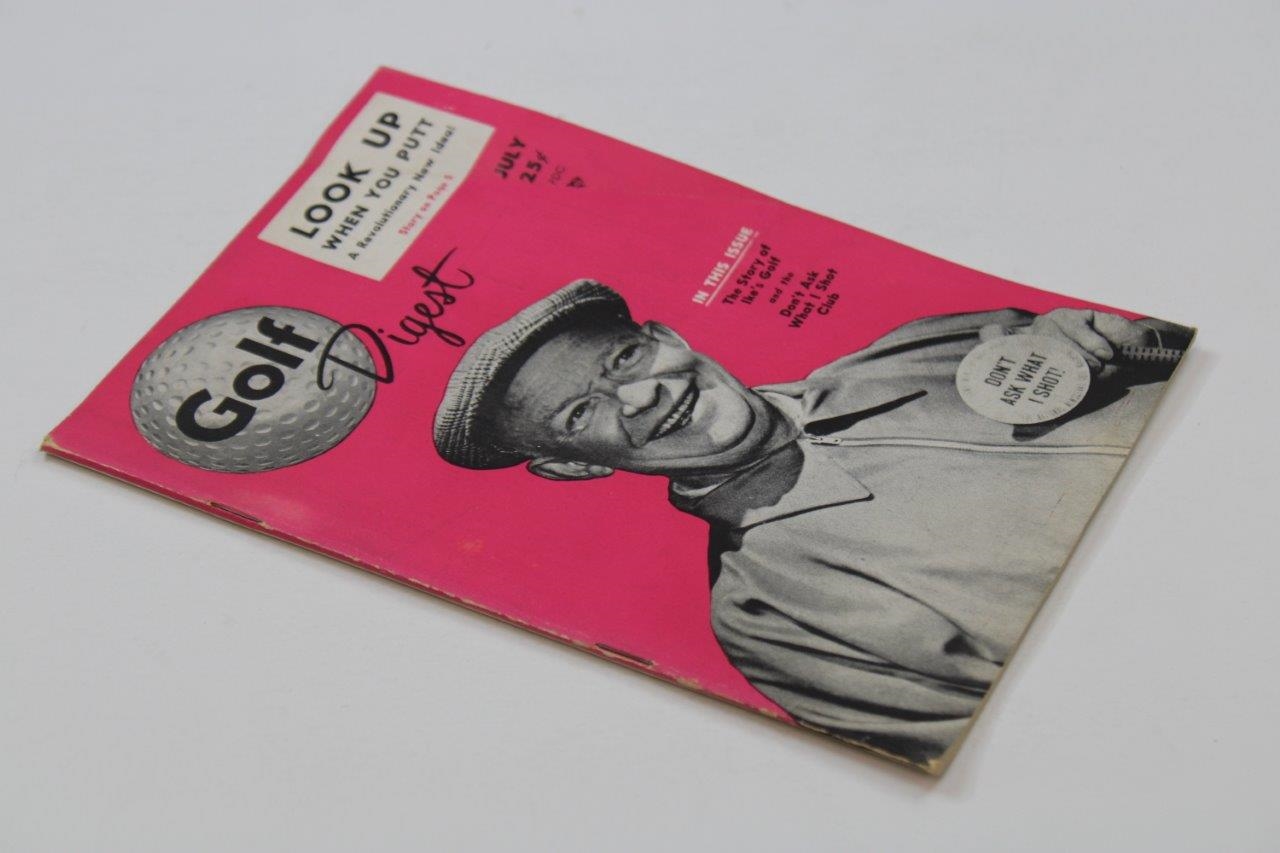 LOOK UP
WHEN YOU PUTT
A Revolutionary New Idea!
Story on Page 5
JULY
25¢
Golf
Digest
IN THIS ISSUE
The Story of
Ike's Golf
and the
Don't Ask
What I Shot
Club
DON'T
ASK WHAT
I SHOT!